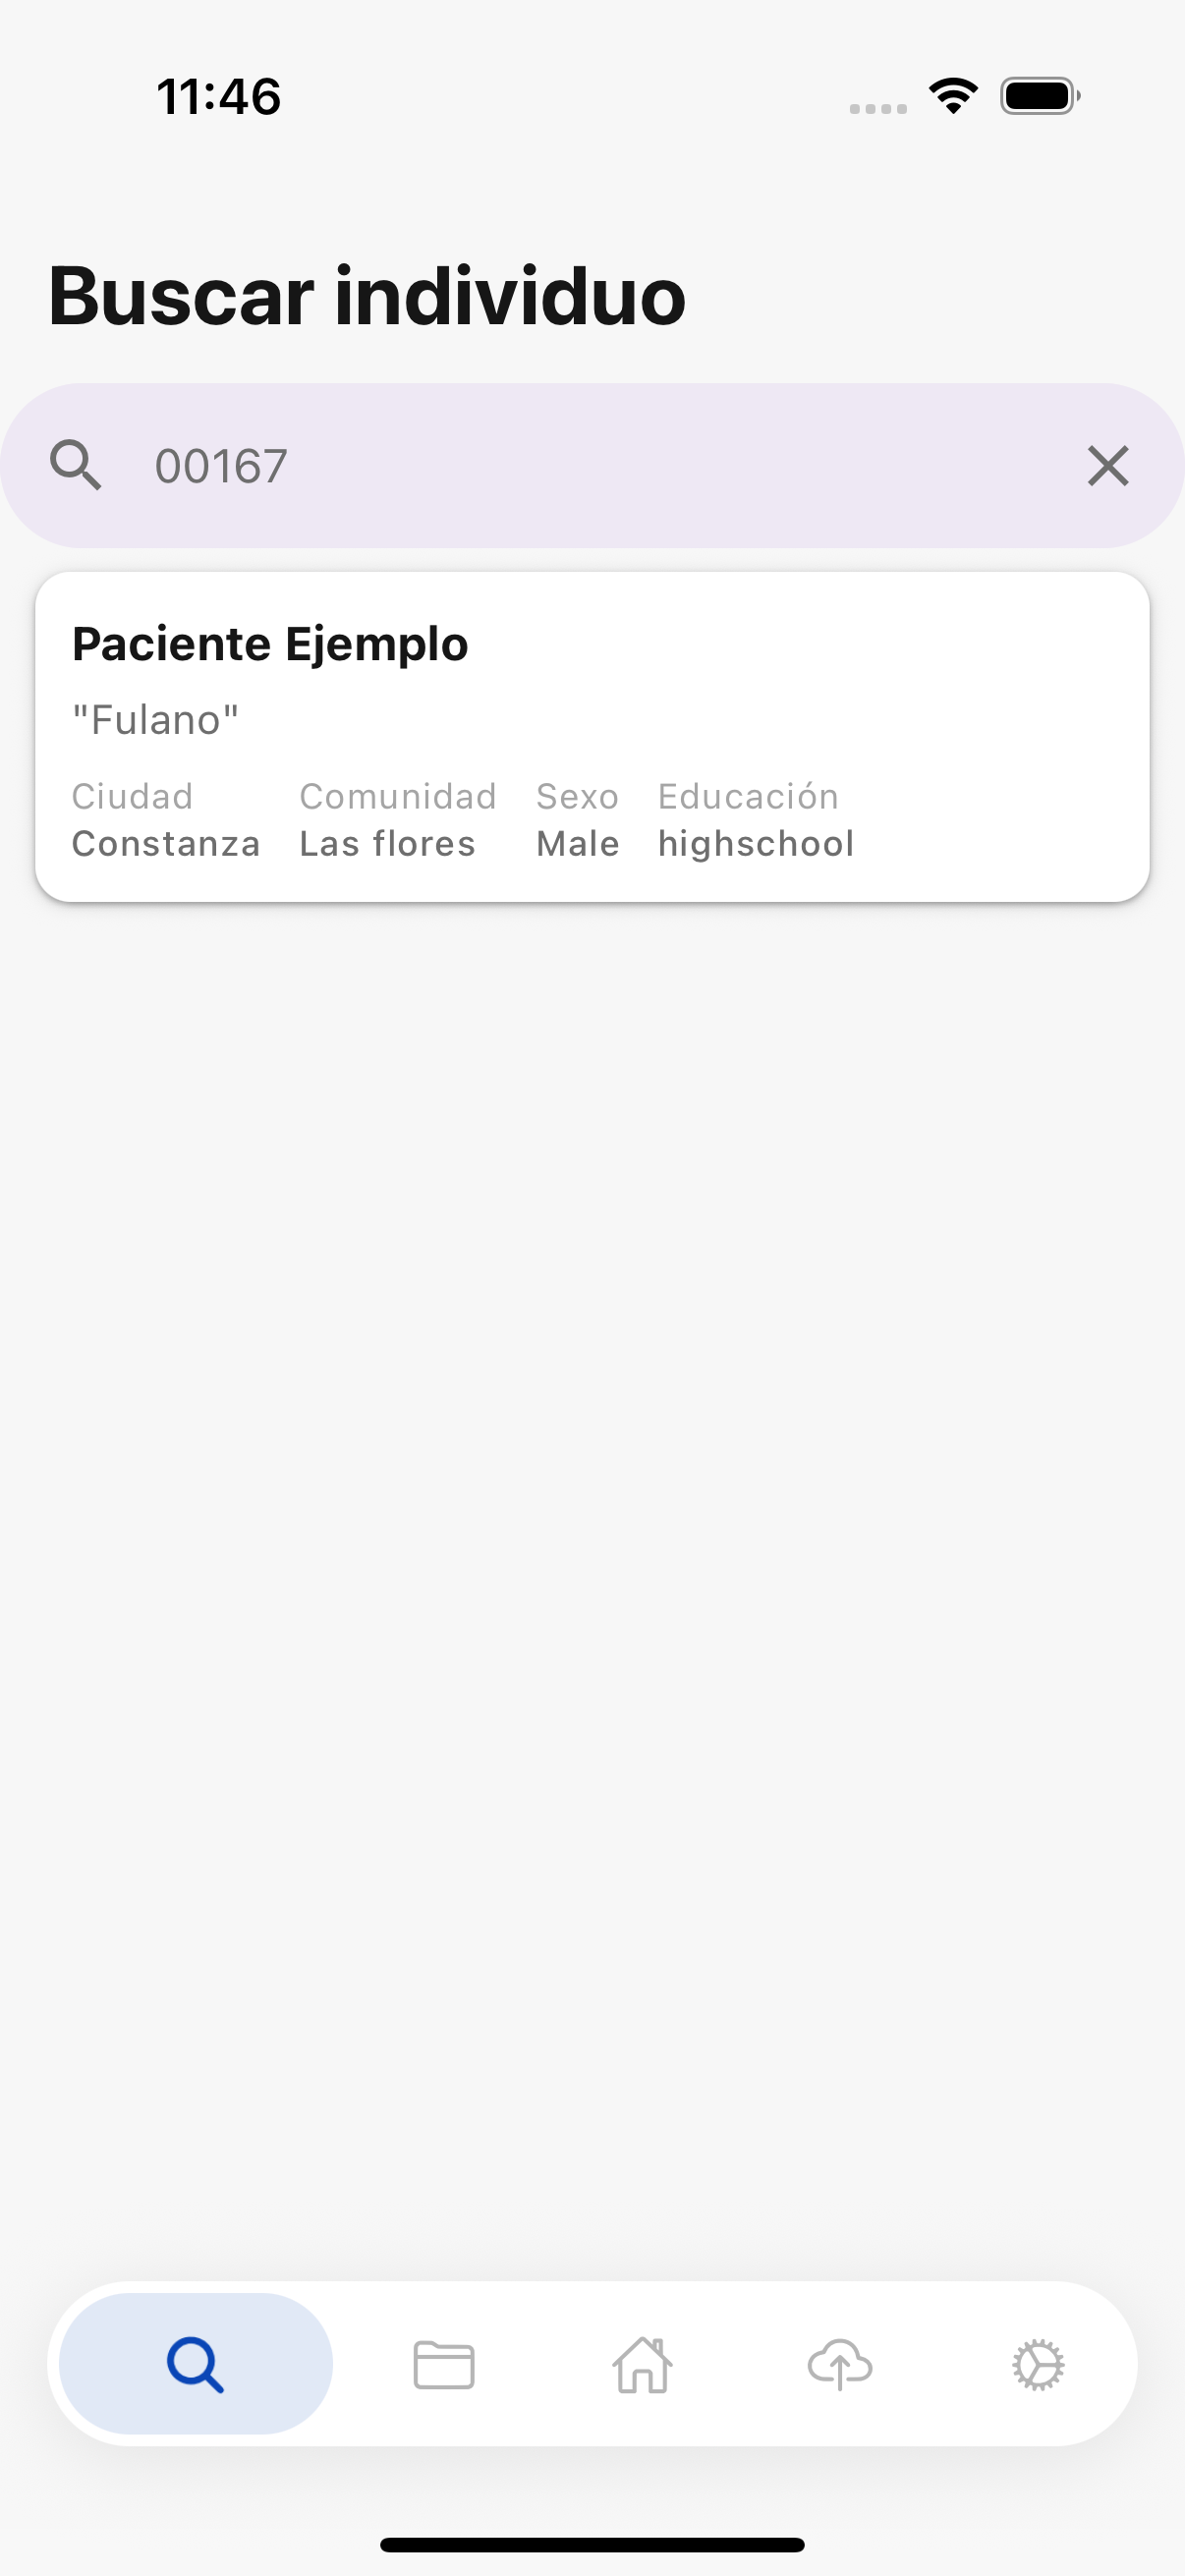 11:46
Buscar individuo
00167
Paciente Ejemplo
"Fulano"
Ciudad Comunidad Sexo Educación
Constanza Las flores Male highschool